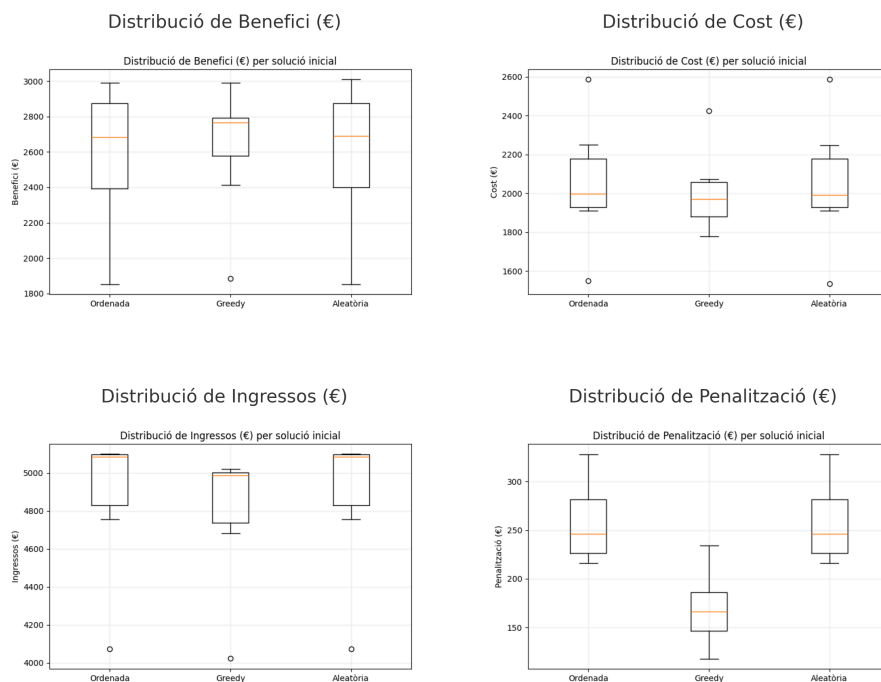 Distribució de Benefici (€)
Distribució de Benefici (€) per solució inicial
Benefici (€)
3000
2800
2600
2400
2200
2000
1800
Ordenada Greedy Aleatòria
Distribució de Cost (€)
Distribució de Cost (€) per solució inicial
Cost (€)
2600
2400
2200
2000
1800
1600
Ordenada Greedy Aleatòria
Distribució de Ingressos (€)
Distribució de Ingressos (€) per solució inicial
Ingressos (€)
5000
4800
4600
4400
4200
4000
Ordenada Greedy Aleatòria
Distribució de Penalització (€)
Distribució de Penalització (€) per solució inicial
Penalització (€)
300
250
200
150
Ordenada Greedy Aleatòria